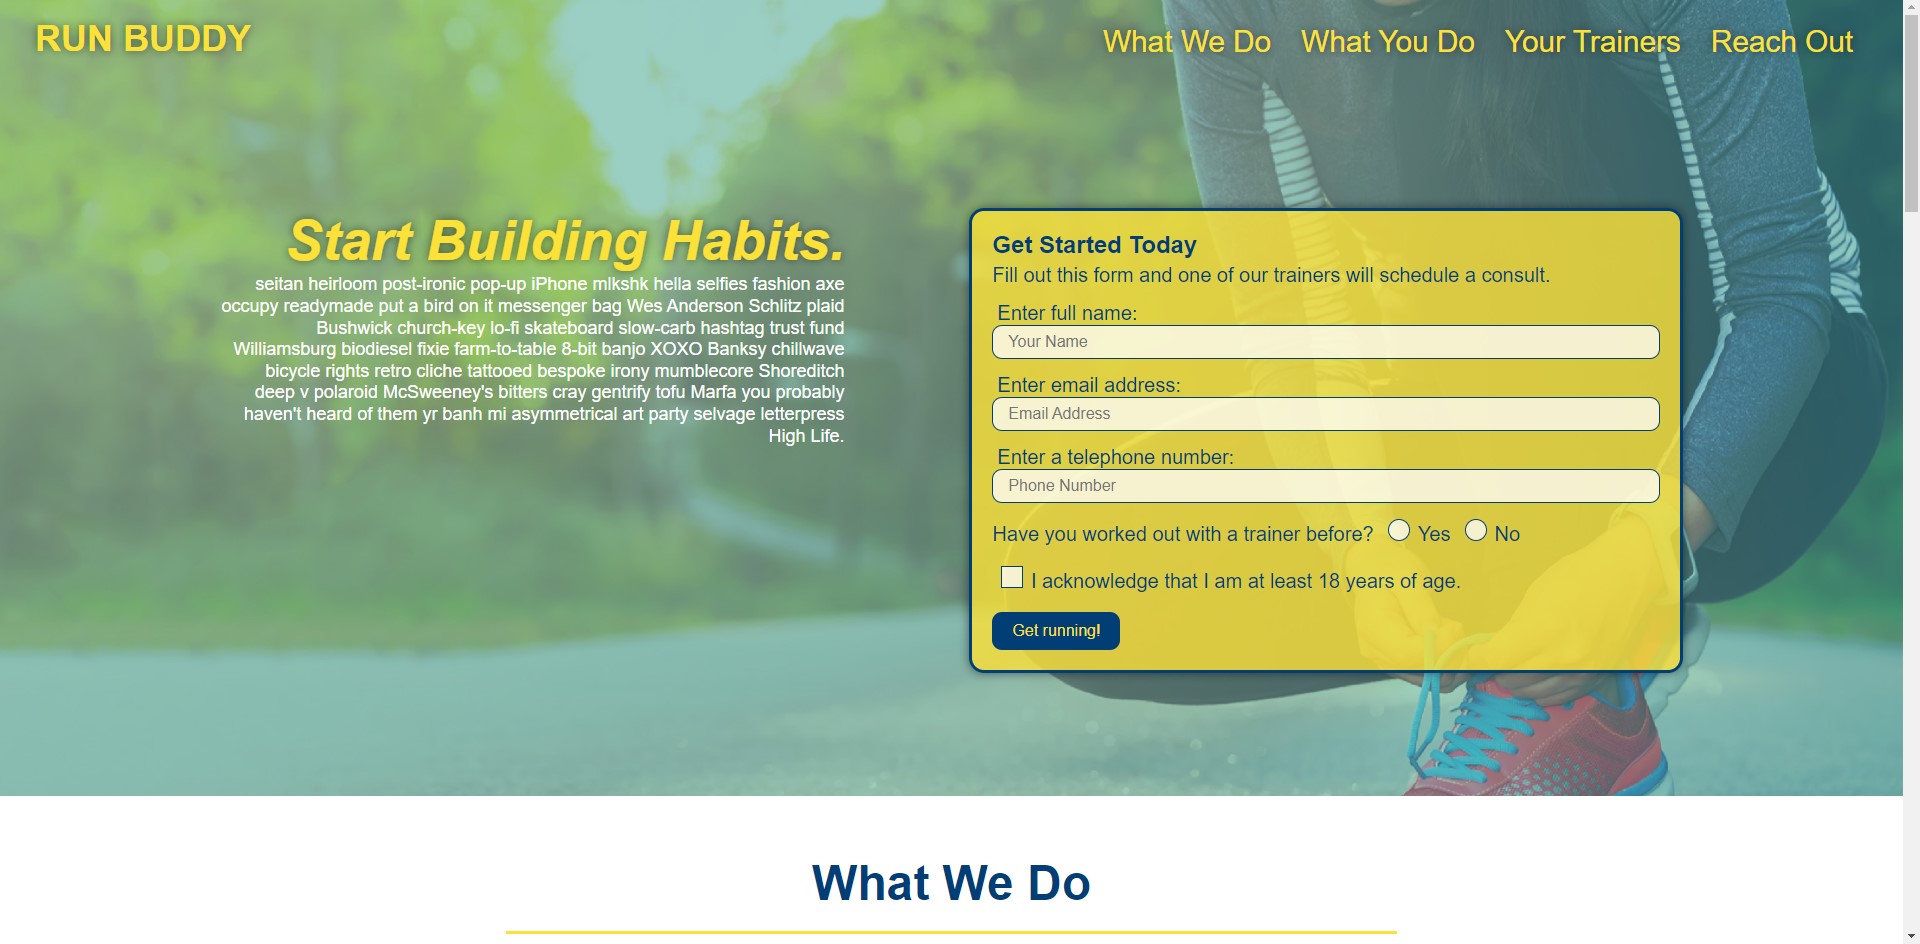 RUN BUDDY
What We Do What You Do Your Trainers Reach Out
Start Building Habits.
seitan heirloom post-ironic pop-up iPhone mlkshk hella selfies fashion axe
occupy readymade put a bird on it messenger bag Wes Anderson Schlitz plaid
Bushwick church-key lo-fi skateboard slow-carb hashtag trust fund
Williamsburg biodiesel fixie farm-to-table 8-bit banjo XOXO Banksy chillwave
bicycle rights retro cliche tattooed bespoke irony mumblecore Shoreditch
deep v polaroid McSweeney's bitters cray gentrify tofu Marfa you probably
haven't heard of them yr banh mi asymmetrical art party selvage letterpress
High Life.
Get Started Today
Fill out this form and one of our trainers will schedule a consult.
Enter full name:
Your Name
Enter email address:
Email Address
Enter a telephone number:
Phone Number
Have you worked out with a trainer before? Yes No
I acknowledge that I am at least 18 years of age.
Get running!
What We Do